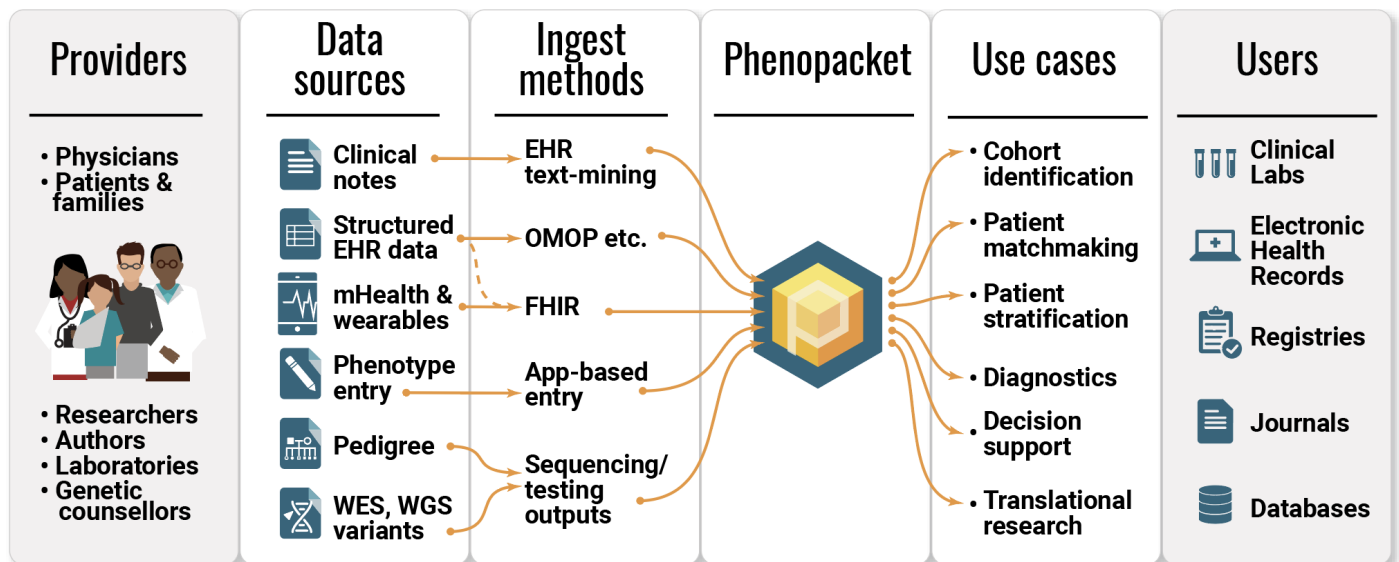 Providers
• Physicians
• Patients &
families
• Researchers
• Authors
• Laboratories
• Genetic
counsellors
Data
sources
Clinical
notes
Structured
EHR data
mHealth &
wearables
Phenotype
entry
Pedigree
WES, WGS
variants
Ingest
methods
EHR
text-mining
OMOP etc.
FHIR
App-based
entry
Sequencing/
testing
outputs
Phenopacket
Use cases
• Cohort
identification
• Patient
matchmaking
• Patient
stratification
• Diagnostics
• Decision
support
• Translational
research
Users
Clinical
Labs
Electronic
Health
Records
Registries
Journals
Databases